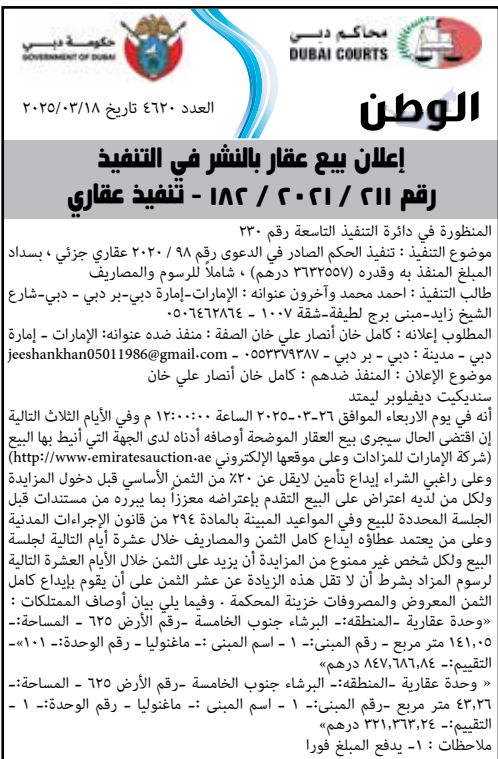 حكومة دبي
GOVERNMENT OF DUBAI
محاكم دبي
DUBAI COURTS
الوطن
العدد ٤٦٢٠ تاريخ ٢٠٢٥/٠٣/١٨
إعلان بيع عقار بالنشر في التنفيذ
رقم ٢١١ / ٢٠٢١ / ١٨٢ - تنفيذ عقاري
المنظورة في دائرة التنفيذ التاسعة رقم ٢٣٠
موضوع التنفيذ : تنفيذ الحكم الصادر في الدعوى رقم ٩٨ / ٢٠٢٠ عقاري جزئي ، بسداد
المبلغ المنفذ به وقدره (٣٦٣٢٥٥٧ درهم) ، شاملاً للرسوم والمصاريف
طالب التنفيذ : احمد محمد وآخرون عنوانه : الإمارات-إمارة دبي-بر دبي - دبي-شارع
الشيخ زايد-مبنى برج لطيفة-شقة ١٠٠٧ - ٠٥٠٦٤٦٢٨٦٤
المطلوب إعلانه : كامل خان أنصار علي خان الصفة : منفذ ضده عنوانه: الإمارات - إمارة
دبي - مدينة : دبي - بر دبي - ٠٥٥٣٣٧٩٣٨٧ - jeeshankhan05011986@gmail.com
موضوع الإعلان : المنفذ ضدهم : كامل خان أنصار علي خان
سنديكيت ديفيلوبر ليمتد
أنه في يوم الاربعاء الموافق ٢٦-٠٣-٢٠٢٥ الساعة ١٢:٠٠:٠٠ م وفي الأيام الثلاث التالية
إن اقتضى الحال سيجرى بيع العقار الموضحة أوصافه أدناه لدى الجهة التي أنيط بها البيع
(شركة الإمارات للمزادات وعلى موقعها الإلكتروني http://www.emiratesauction.ae)
وعلى راغبي الشراء إيداع تأمين لايقل عن ٢٠٪ من الثمن الأساسي قبل دخول المزايدة
ولكل من لديه اعتراض على البيع التقدم بإعتراضه معززاً بما يبرره من مستندات قبل
الجلسة المحددة للبيع وفي المواعيد المبينة بالمادة ٢٩٤ من قانون الإجراءات المدنية
وعلى من يعتمد عطاؤه ايداع كامل الثمن والمصاريف خلال عشرة أيام التالية لجلسة
البيع ولكل شخص غير ممنوع من المزايدة أن يزيد على الثمن خلال الأيام العشرة التالية
لرسوم المزاد بشرط أن لا تقل هذه الزيادة عن عشر الثمن على أن يقوم بإيداع كامل
الثمن المعروض والمصروفات خزينة المحكمة . وفيما يلي بيان أوصاف الممتلكات :
«وحدة عقارية -المنطقه:- البرشاء جنوب الخامسة -رقم الأرض ٦٢٥ - المساحة:-
١٤١,٠٥ متر مربع - رقم المبنى:- ١ - اسم المبنى :- ماغنوليا - رقم الوحدة:- ١٠١»-
التقييم:- ٨٤٧,٦٨٦,٨٤ درهم»
« وحدة عقارية -المنطقه:- البرشاء جنوب الخامسة -رقم الأرض ٦٢٥ - المساحة:-
٤٣,٢٦ متر مربع -رقم المبنى:- ١ - اسم المبنى :- ماغنوليا - رقم الوحدة:- ١ -
التقييم:- ٣٢١,٣٦٣,٢٤ درهم»
ملاحظات : ١- يدفع المبلغ فورا